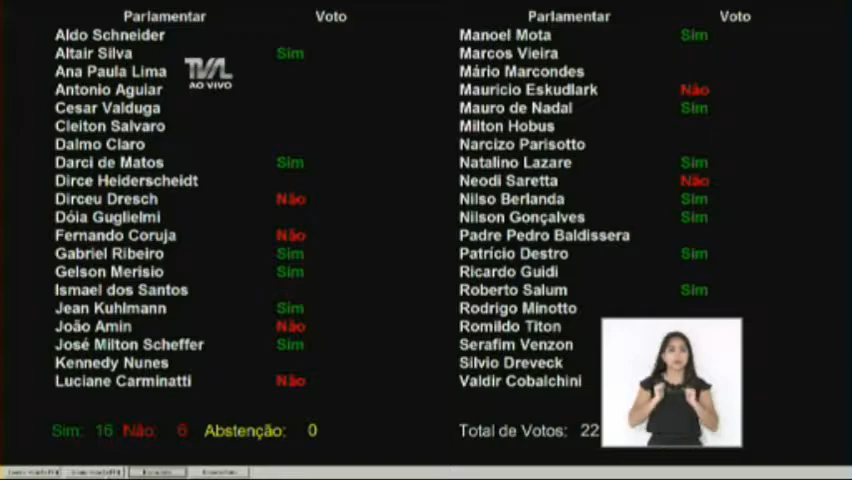 Parlamentar Voto Parlamentar Voto
Aldo Schneider Manoel Mota Sim
Altair Silva Sim Marcos Vieira
Ana Paula Lima Mário Marcondes
TVAL
AO VIVO
Antonio Aguiar Mauricio Eskudlark Não
Cesar Valduga Mauro de Nadal Sim
Cleiton Salvaro Milton Hobus
Dalmo Claro Narcizo Parisotto
Darci de Matos Sim Natalino Lazare Sim
Dirce Heiderscheidt Neodi Saretta Não
Dirceu Dresch Não Nilso Berlanda Sim
Dóia Guglielmi Nilson Gonçalves Sim
Fernando Coruja Não Padre Pedro Baldissera
Gabriel Ribeiro Sim Patrício Destro Sim
Gelson Merisio Sim Ricardo Guidi
Ismael dos Santos Roberto Salum Sim
Jean Kuhlmann Sim Rodrigo Minotto
João Amin Não Romildo Titon
José Milton Scheffer Sim Serafim Venzon
Kennedy Nunes Silvio Dreveck
Luciane Carminatti Não Valdir Cobalchini
Sim: 16 Não: 6 Abstenção: 0 Total de Votos: 22